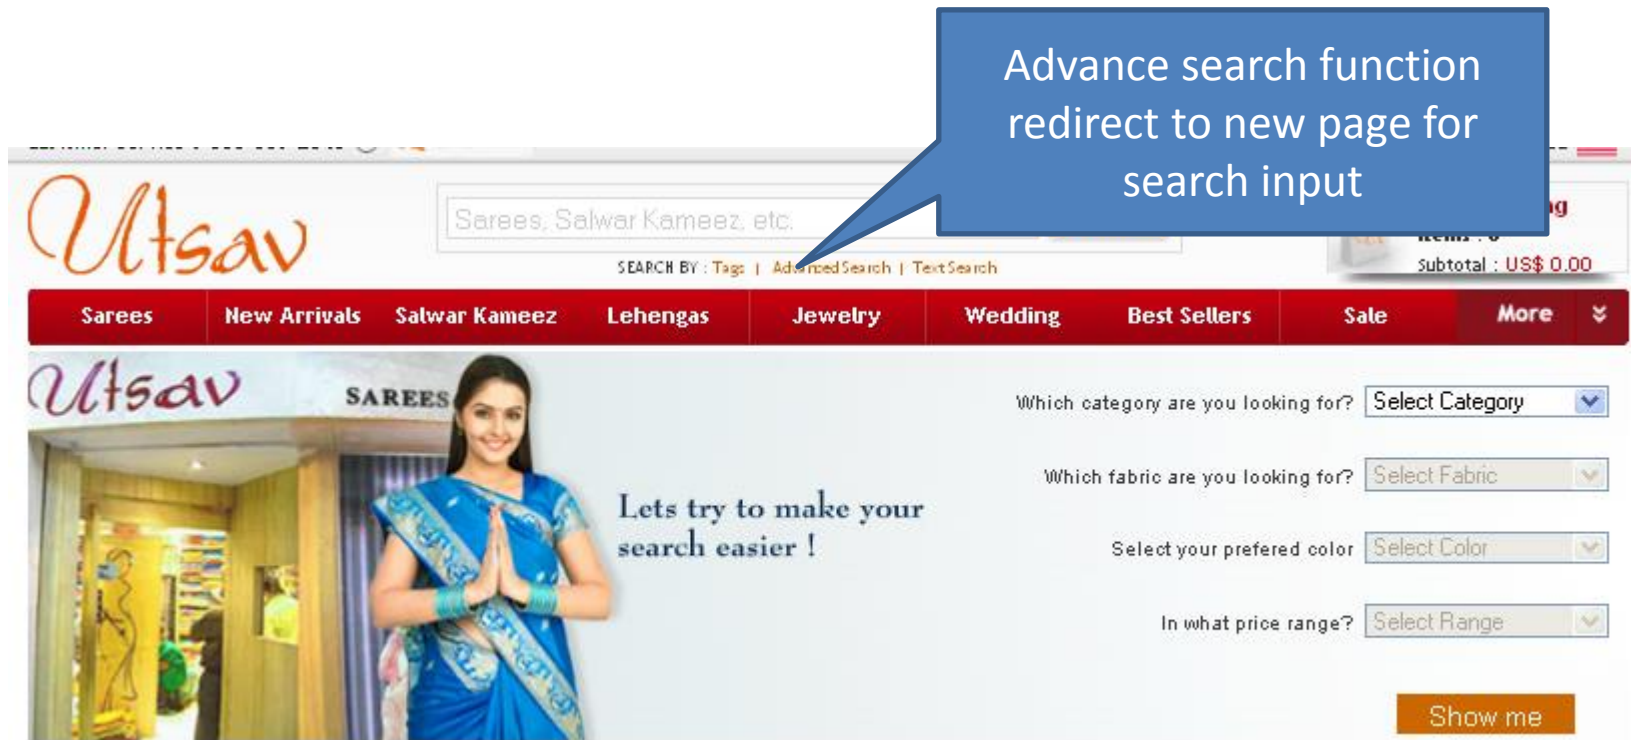 Advance search function
redirect to new page for
search input
Utsav
Sarees, Salwar Kameez, etc.
SEARCH BY : Tags | Advanced Search | Text Search
Subtotal : US$ 0.00
Sarees New Arrivals Salwar Kameez Lehengas Jewelry Wedding Best Sellers Sale More
Utsav SAREES
Which category are you looking for? Select Category
Which fabric are you looking for? Select Fabric
Lets try to make your
search easier !
Select your prefered color Select Color
In what price range? Select Range
Show me